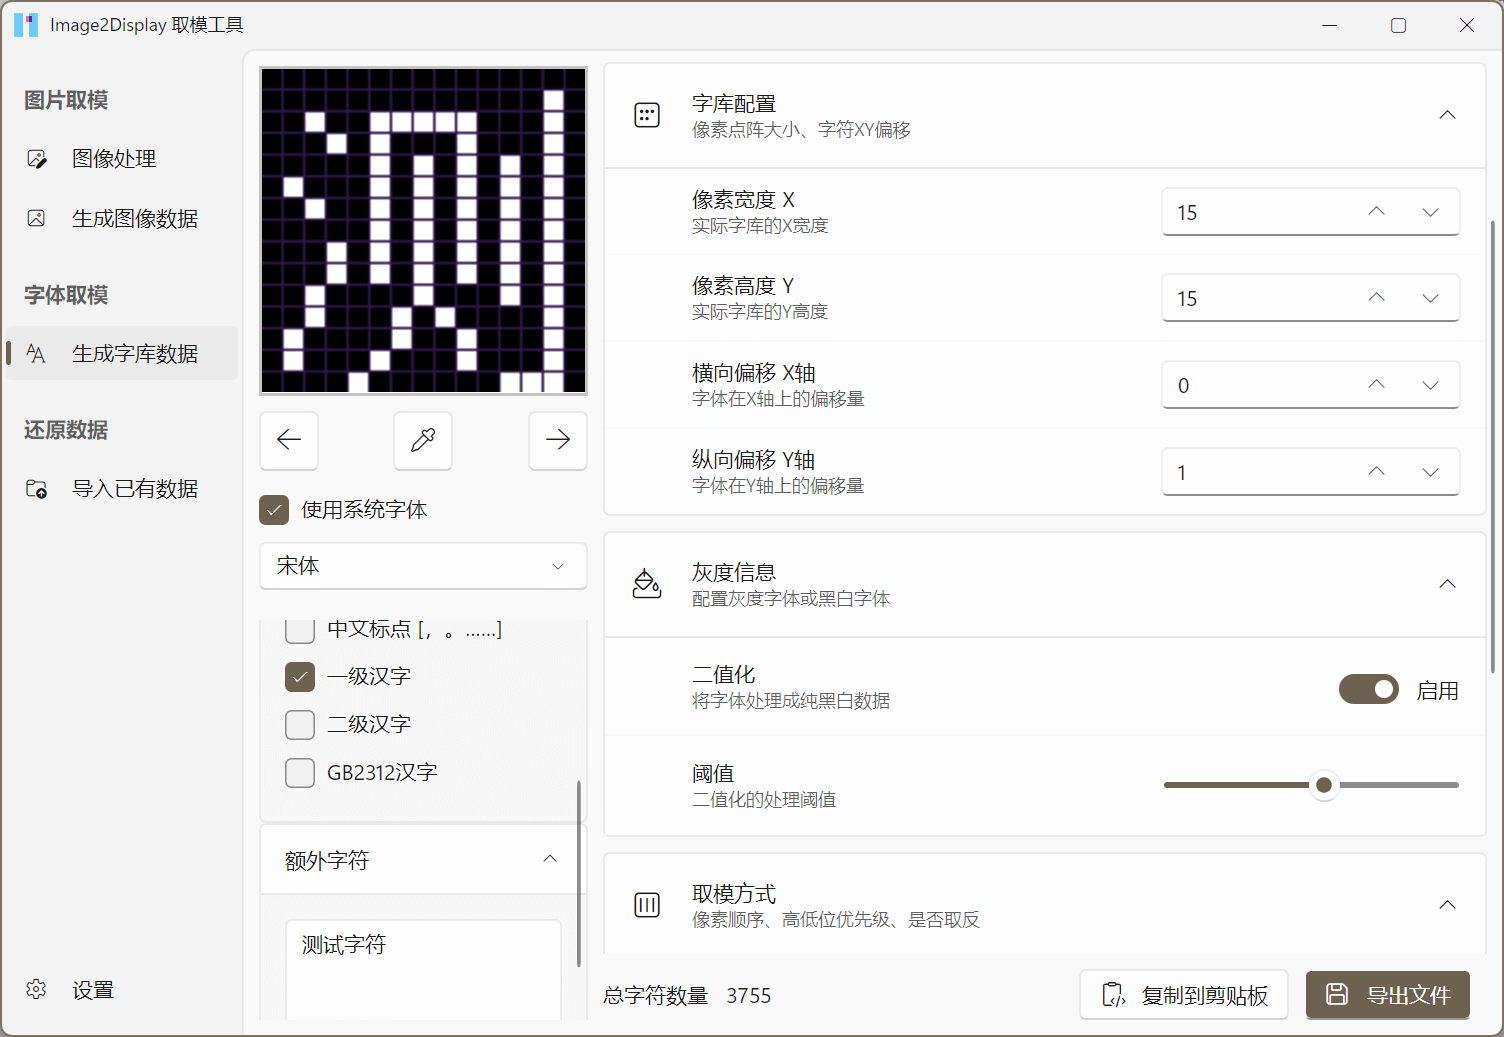 Image2Display 取模工具
图片取模
图像处理
生成图像数据
字体取模
生成字库数据
还原数据
导入已有数据
设置
测
使用系统字体
宋体
中文标点 [，。......]
一级汉字
二级汉字
GB2312汉字
额外字符
测试字符
字库配置
像素点阵大小、字符XY偏移
像素宽度 X
实际字库的X宽度
15
像素高度 Y
实际字库的Y高度
15
横向偏移 X轴
字体在X轴上的偏移量
0
纵向偏移 Y轴
字体在Y轴上的偏移量
1
灰度信息
配置灰度字体或黑白字体
二值化
将字体处理成纯黑白数据
启用
阈值
二值化的处理阈值
取模方式
像素顺序、高低位优先级、是否取反
总字符数量 3755
复制到剪贴板
导出文件